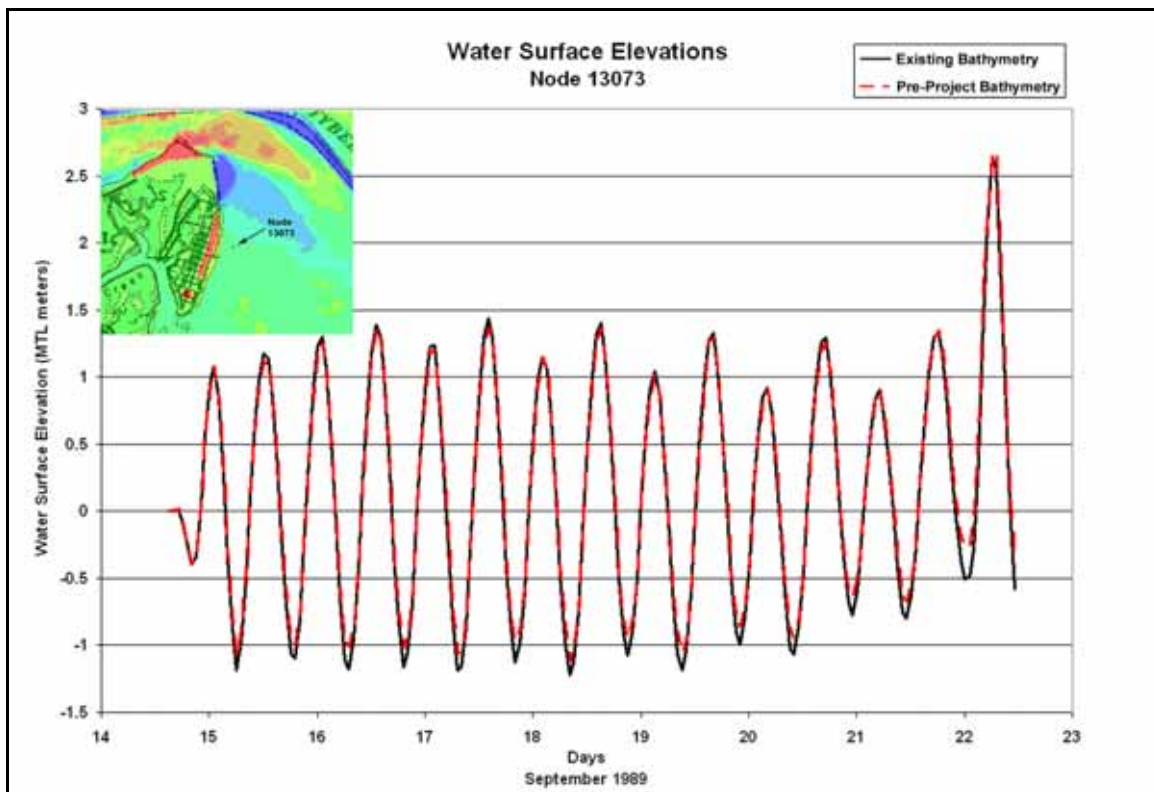 Water Surface Elevations
Node 13073
Existing Bathymetry
Pre-Project Bathymetry
Water Surface Elevation (MTL meters)
3
2.5
2
1.5
1
0.5
0
-0.5
-1
-1.5
Node
13073
14
15
16
17
18
19
20
21
22
23
Days
September 1989